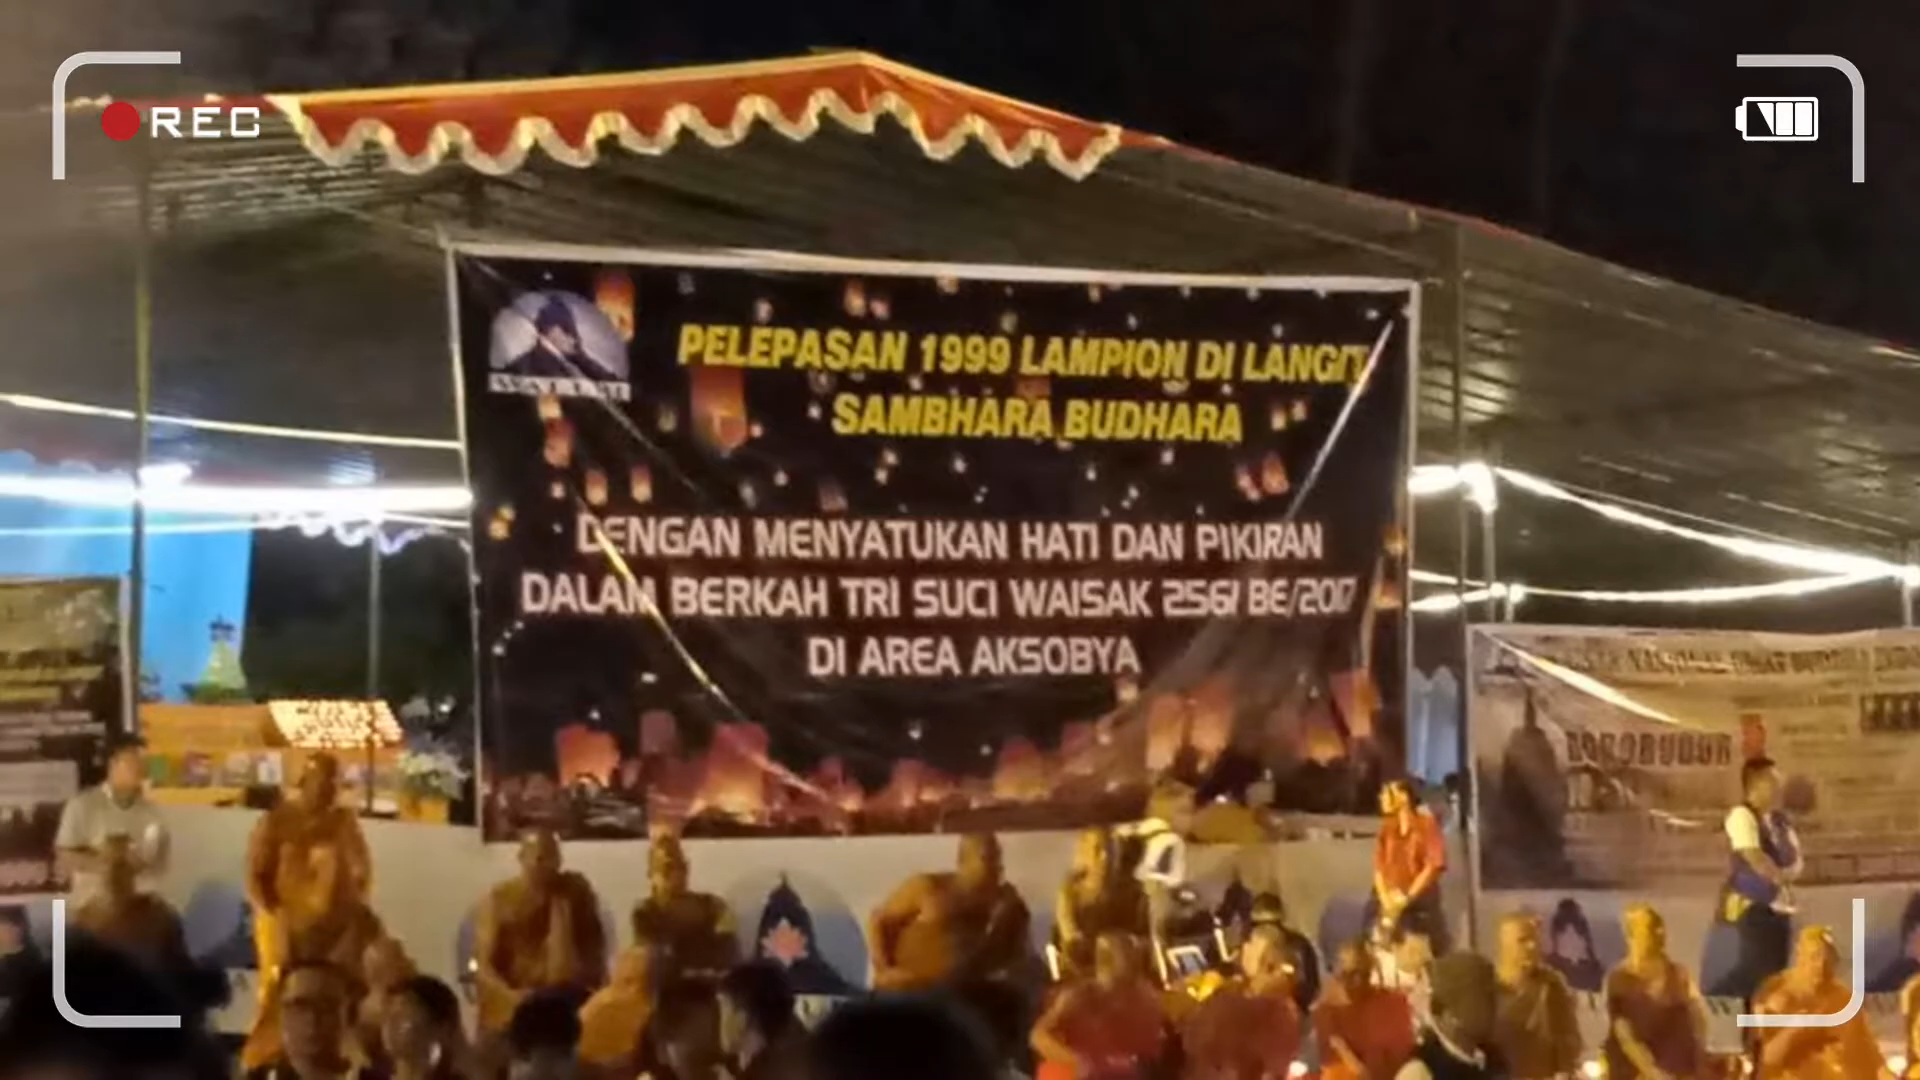 REC
PELEPASAN 1999 LAMPION DI LANGIT
SAMBHARA BUDHARA
WALUBI
DENGAN MENYATUKAN HATI DAN PIKIRAN
DALAM BERKAH TRI SUCI WAISAK 2561 BE/2017
DI AREA AKSOBYA
BOROBUDUR